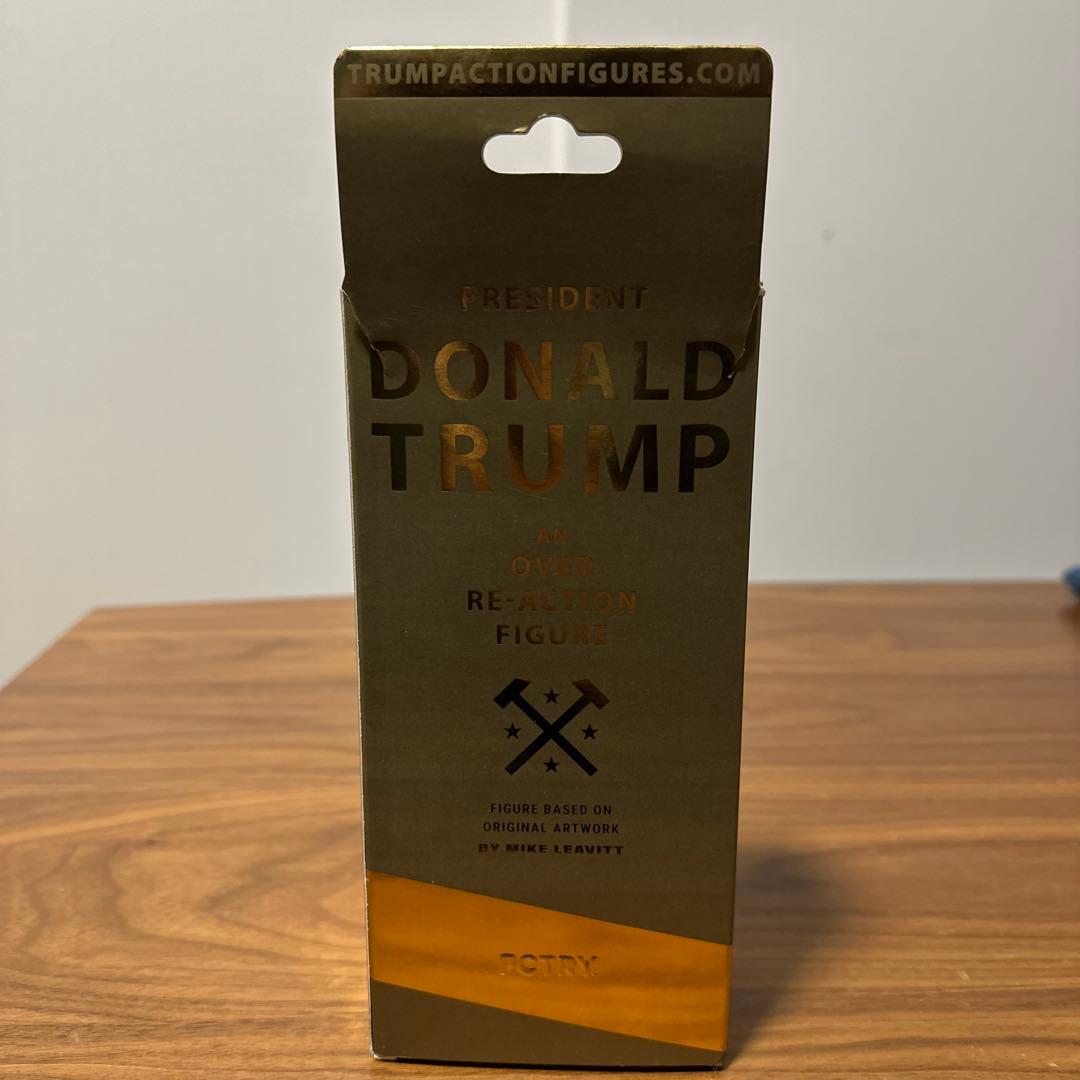 TRUMPACTIONFIGURES.COM
PRESIDENT
DONALD
TRUMP
AN
OVER
RE-ACTION
FIGURE
FIGURE BASED ON
ORIGINAL ARTWORK
BY MIKE LEAVITT
FCTRY.